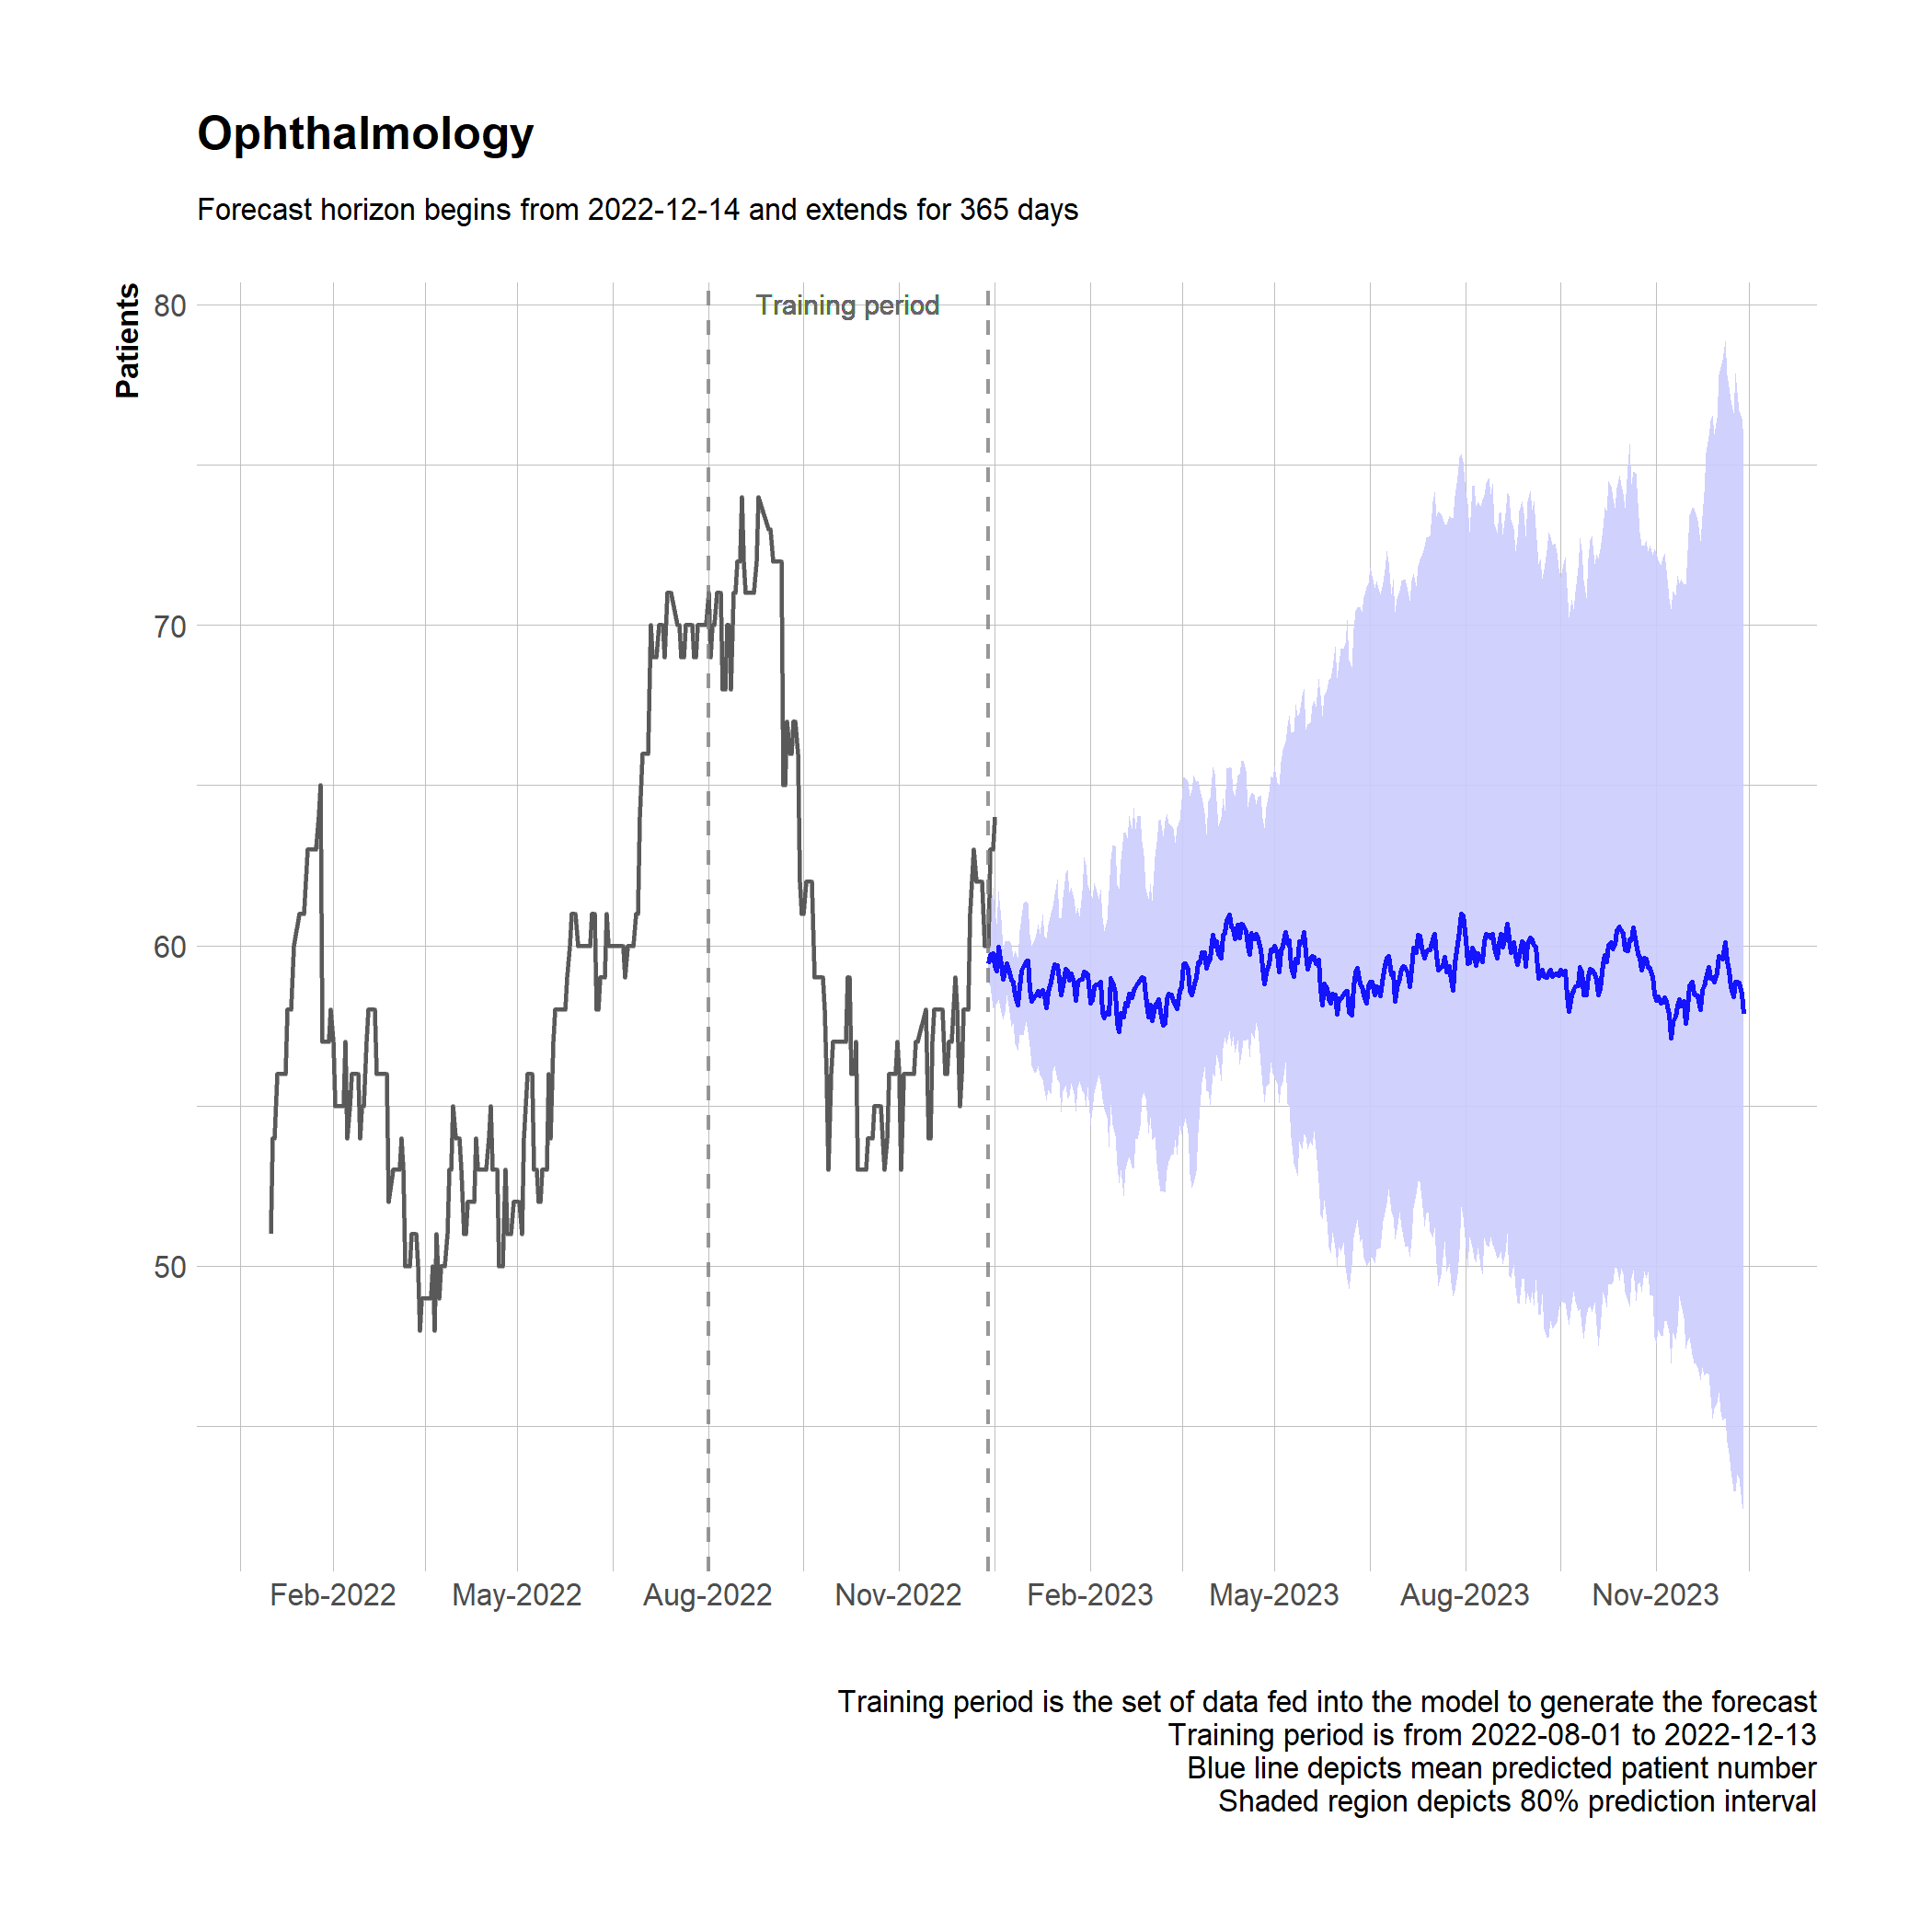 Ophthalmology
Forecast horizon begins from 2022-12-14 and extends for 365 days
Patients
80
70
60
50
Training period
Feb-2022
May-2022
Aug-2022
Nov-2022
Feb-2023
May-2023
Aug-2023
Nov-2023
Training period is the set of data fed into the model to generate the forecast
Training period is from 2022-08-01 to 2022-12-13
Blue line depicts mean predicted patient number
Shaded region depicts 80% prediction interval